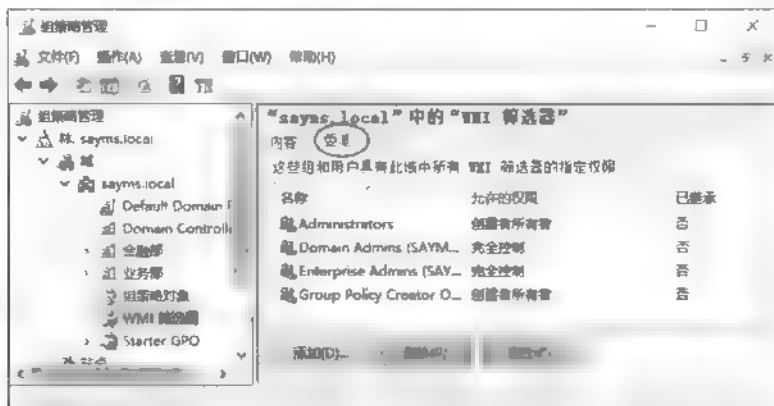 组策略管理
文件(F) 操作(A) 查看(V) 窗口(W) 帮助(H)
组策略管理
林: sayms.local
域
sayms.local
Default Domain P
Domain Controlle
金融部
业务部
组策略对象
WMI 筛选器
Starter GPO
站点
“sayms.local”中的“WMI 筛选器”
内容 委派
这些组和用户具有此域中所有 WMI 筛选器的指定权限
名称 允许的权限 已继承
Administrators 创建者所有者 否
Domain Admins (SAYM... 完全控制 否
Enterprise Admins (SAY... 完全控制 否
Group Policy Creator O... 创建者所有者 否
添加(D)...